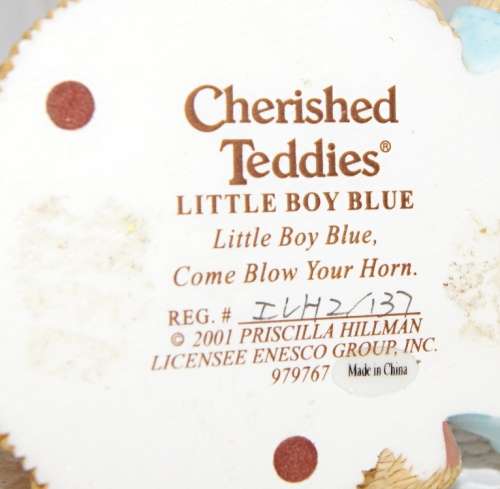 Cherished
Teddies®
LITTLE BOY BLUE
Little Boy Blue,
Come Blow Your Horn.
REG. # ILH2/137
© 2001 PRISCILLA HILLMAN
LICENSEE ENESCO GROUP, INC.
979767 Made in China